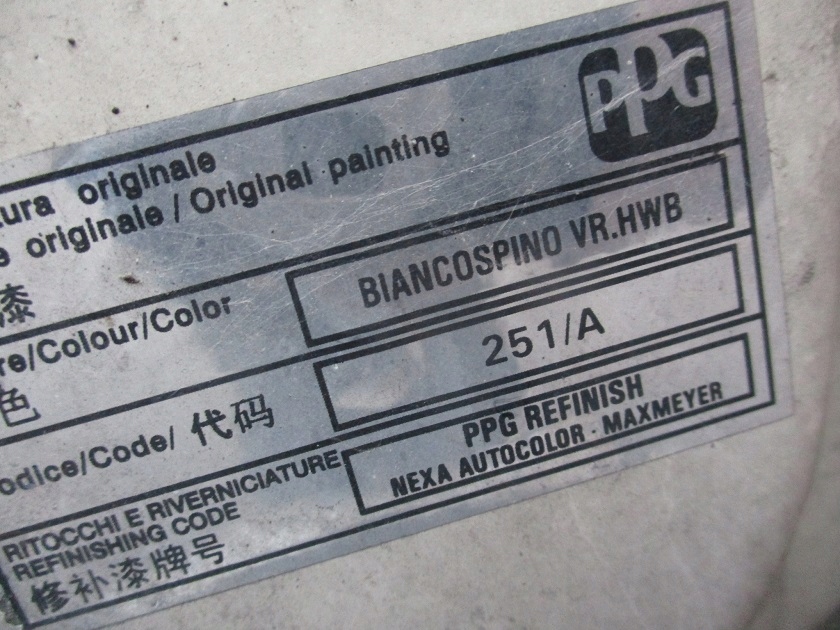 PPG
tura originale
e originale / Original painting
漆
re/Colour/Color
色
BIANCOSPINO VR.HWB
odice/Code/ 代码
251/A
RITOCCHI E RIVERNICIATURE
REFINISHING CODE
修补漆牌号
PPG REFINISH
NEXA AUTOCOLOR · MAXMEYER